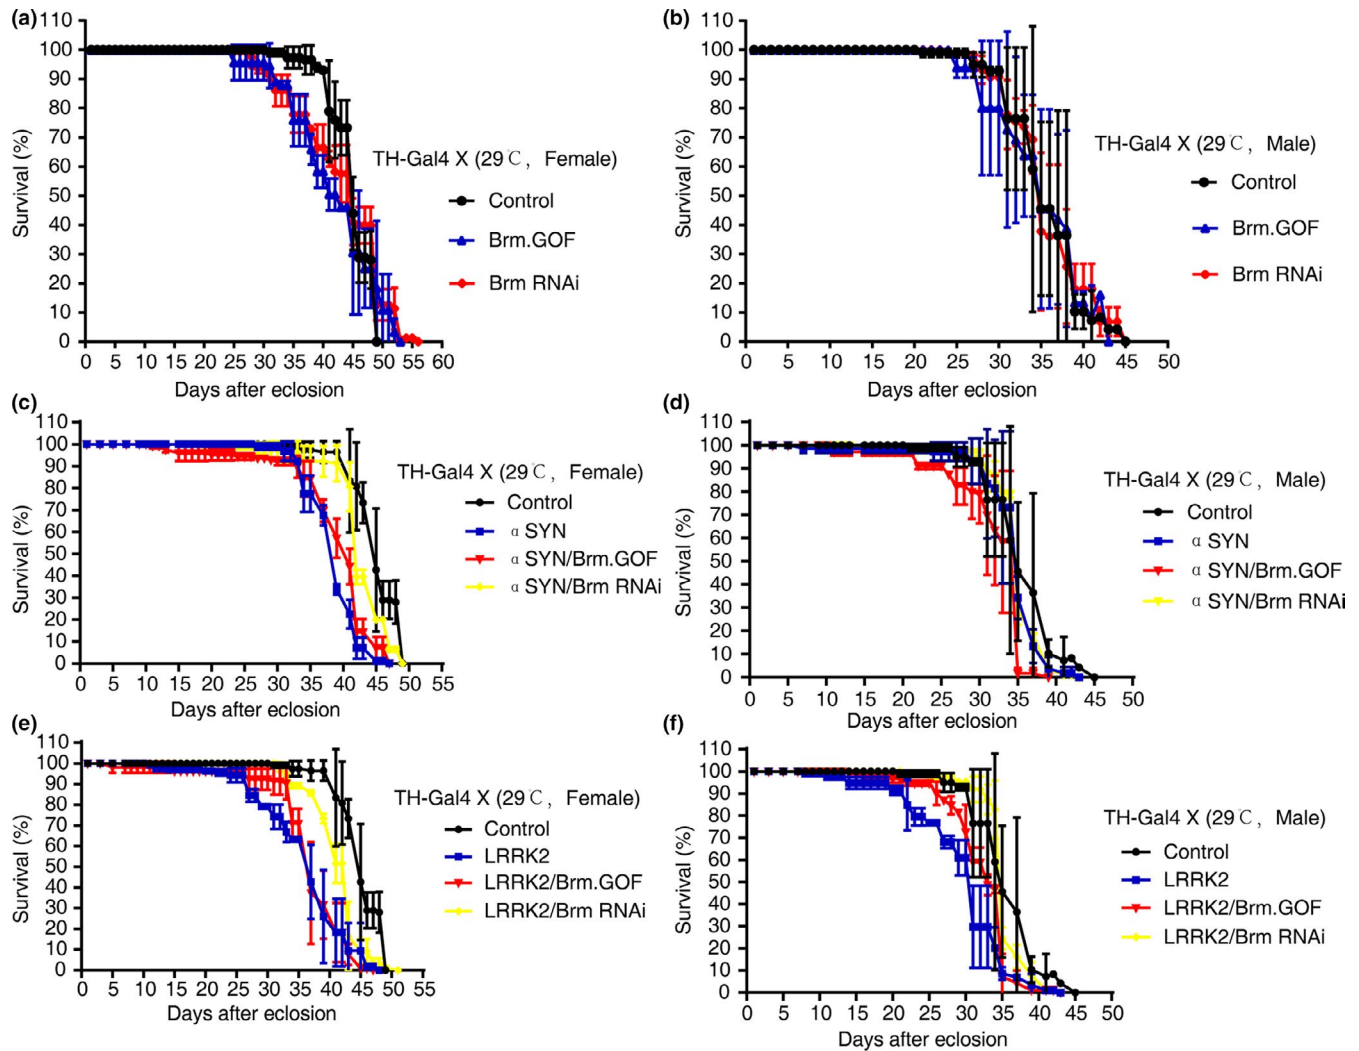 (a)
110
100
90
80
70
60
50
40
30
20
10
0
Survival (%)
0 5 10 15 20 25 30 35 40 45 50 55 60
Days after eclosion
TH-Gal4 X (29℃, Female)
Control
Brm.GOF
Brm RNAi
(b)
110
100
90
80
70
60
50
40
30
20
10
0
Survival (%)
0 5 10 15 20 25 30 35 40 45 50
Days after eclosion
TH-Gal4 X (29℃, Male)
Control
Brm.GOF
Brm RNAi
(c)
110
100
90
80
70
60
50
40
30
20
10
0
Survival (%)
0 5 10 15 20 25 30 35 40 45 50 55
Days after eclosion
TH-Gal4 X (29℃, Female)
Control
α SYN
α SYN/Brm.GOF
α SYN/Brm RNAi
(d)
110
100
90
80
70
60
50
40
30
20
10
0
Survival (%)
0 5 10 15 20 25 30 35 40 45 50
Days after eclosion
TH-Gal4 X (29℃, Male)
Control
α SYN
α SYN/Brm.GOF
α SYN/Brm RNAi
(e)
110
100
90
80
70
60
50
40
30
20
10
0
Survival (%)
0 5 10 15 20 25 30 35 40 45 50 55
Days after eclosion
TH-Gal4 X (29℃, Female)
Control
LRRK2
LRRK2/Brm.GOF
LRRK2/Brm RNAi
(f)
110
100
90
80
70
60
50
40
30
20
10
0
Survival (%)
0 5 10 15 20 25 30 35 40 45 50
Days after eclosion
TH-Gal4 X (29℃, Male)
Control
LRRK2
LRRK2/Brm.GOF
LRRK2/Brm RNAi